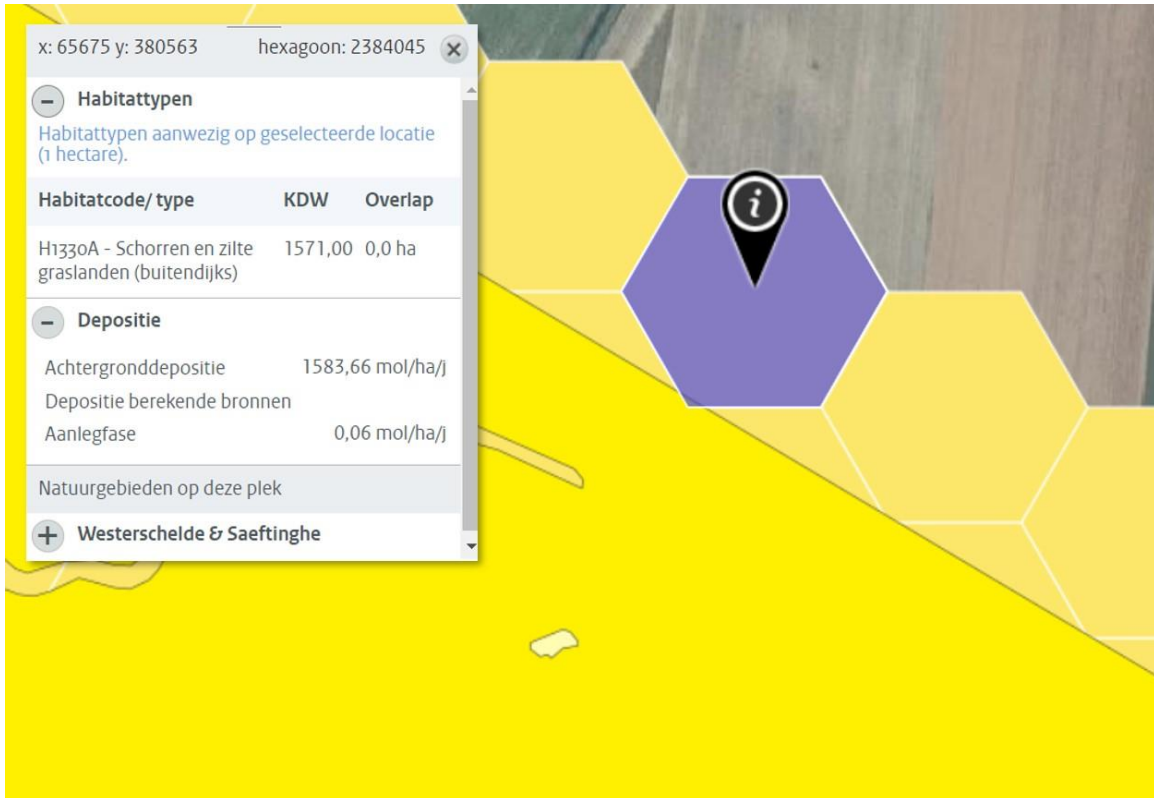 x: 65675 y: 380563 hexagoon: 2384045
Habitattypen
Habitattypen aanwezig op geselecteerde locatie
(1 hectare).
Habitatcode/ type KDW Overlap
H1330A - Schorren en zilte 1571,00 0,0 ha
graslanden (buitendijks)
Depositie
Achtergronddepositie 1583,66 mol/ha/j
Depositie berekende bronnen
Aanlegfase 0,06 mol/ha/j
Natuurgebieden op deze plek
Westerschelde & Saeftinghe